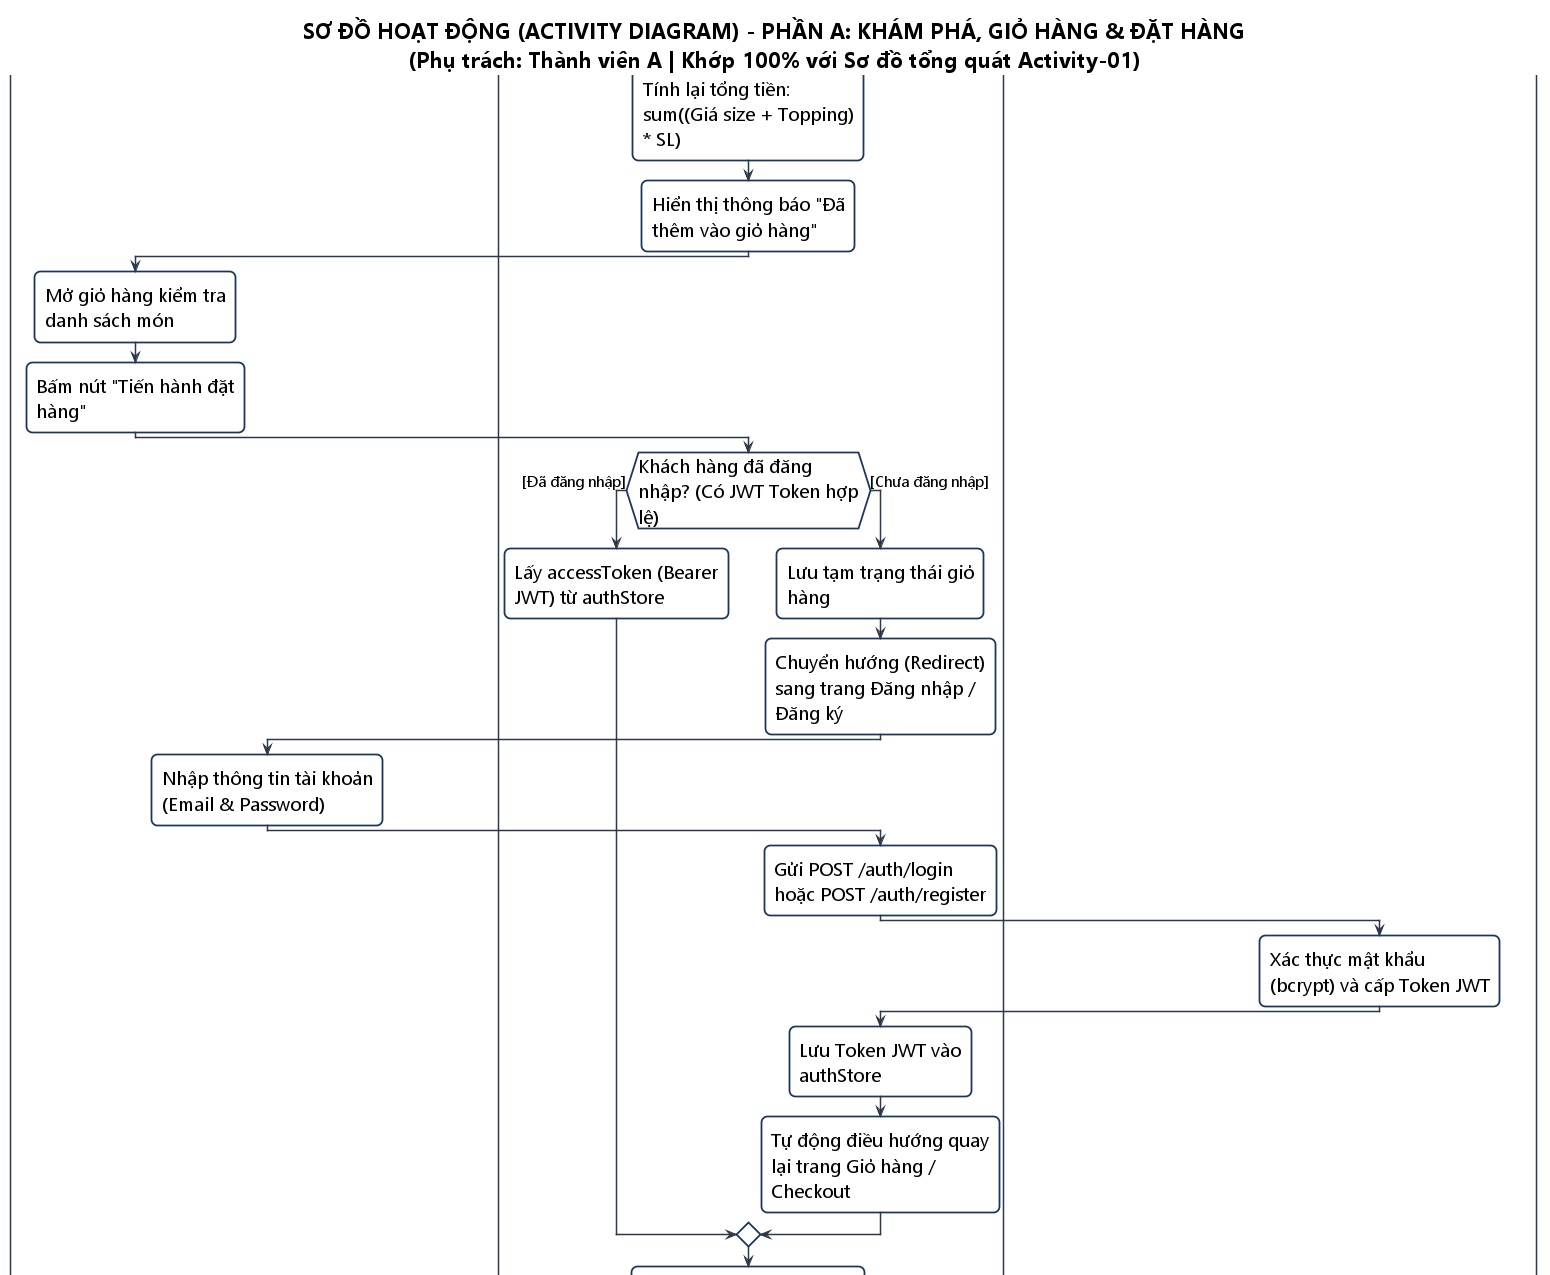 SƠ ĐỒ HOẠT ĐỘNG (ACTIVITY DIAGRAM) - PHẦN A: KHÁM PHÁ, GIỎ HÀNG & ĐẶT HÀNG
(Phụ trách: Thành viên A | Khớp 100% với Sơ đồ tổng quát Activity-01)
Tính lại tổng tiền:
sum((Giá size + Topping)
* SL)
Hiển thị thông báo "Đã
thêm vào giỏ hàng"
Mở giỏ hàng kiểm tra
danh sách món
Bấm nút "Tiến hành đặt
hàng"
Khách hàng đã đăng
nhập? (Có JWT Token hợp
lệ)
[Đã đăng nhập]
[Chưa đăng nhập]
Lấy accessToken (Bearer
JWT) từ authStore
Lưu tạm trạng thái giỏ
hàng
Chuyển hướng (Redirect)
sang trang Đăng nhập /
Đăng ký
Nhập thông tin tài khoản
(Email & Password)
Gửi POST /auth/login
hoặc POST /auth/register
Xác thực mật khẩu
(bcrypt) và cấp Token JWT
Lưu Token JWT vào
authStore
Tự động điều hướng quay
lại trang Giỏ hàng /
Checkout